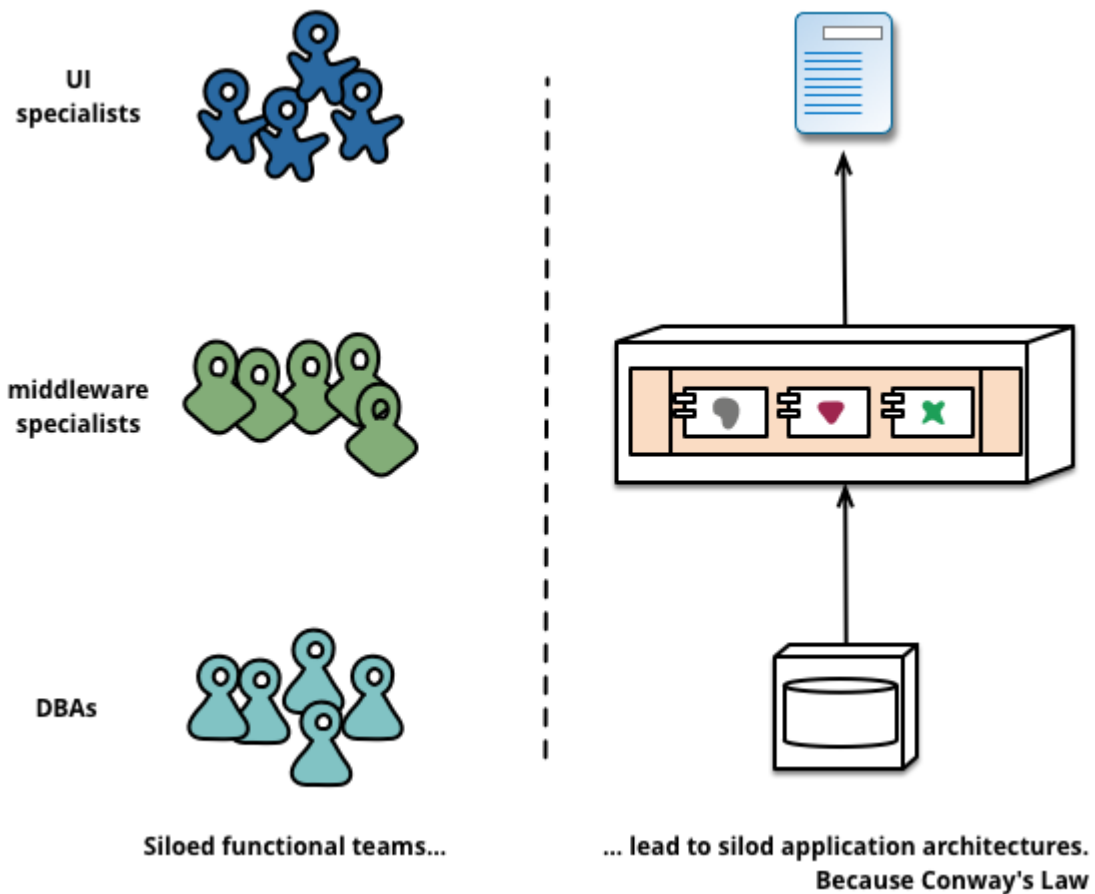 UI
specialists
middleware
specialists
DBAs
Siloed functional teams...
... lead to silod application architectures.
Because Conway's Law